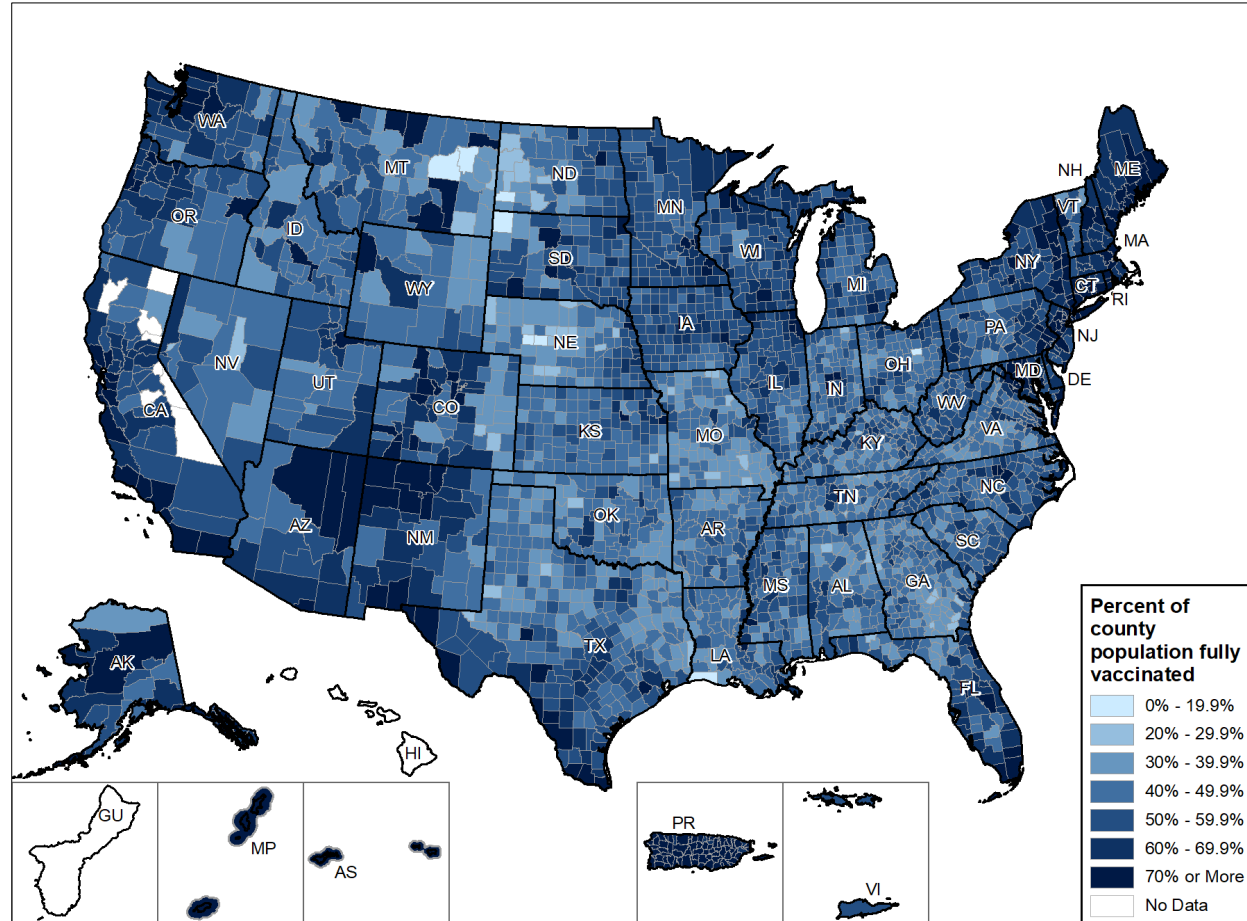 WA
MT
ND
MN
ME
NH
VT
OR
ID
SD
WI
MI
NY
MA
WY
CT
RI
NV
UT
NE
IA
PA
NJ
CA
CO
IL
IN
OH
MD
DE
KS
MO
KY
WV
VA
AZ
NM
OK
AR
TN
NC
SC
TX
LA
MS
AL
GA
FL
AK
HI
GU
MP
AS
PR
VI
Percent of
county
population fully
vaccinated
0% - 19.9%
20% - 29.9%
30% - 39.9%
40% - 49.9%
50% - 59.9%
60% - 69.9%
70% or More
No Data